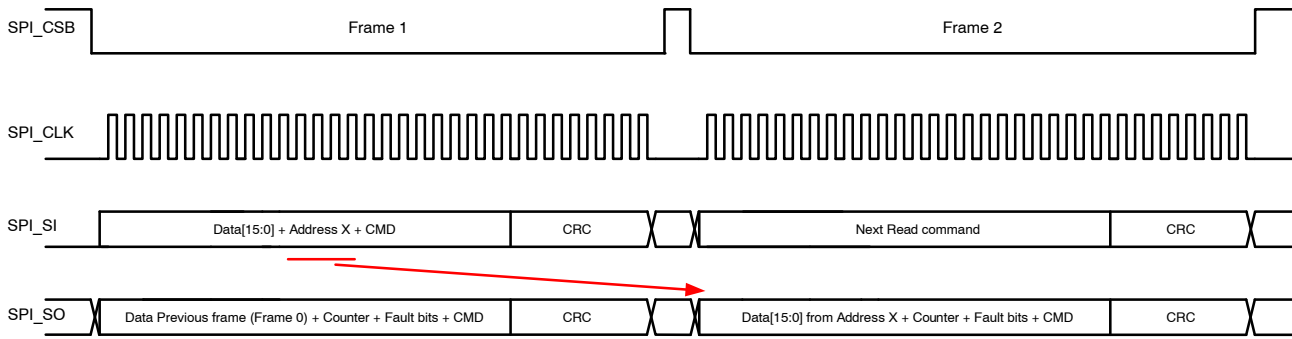 SPI_CSB
Frame 1
Frame 2
SPI_CLK
SPI_SI
Data[15:0] + Address X + CMD
CRC
Next Read command
CRC
SPI_SO
Data Previous frame (Frame 0) + Counter + Fault bits + CMD
CRC
Data[15:0] from Address X + Counter + Fault bits + CMD
CRC